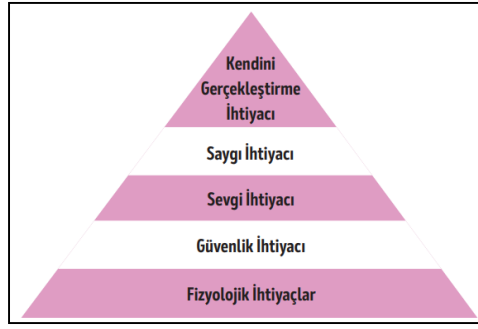 Kendini
Gerçekleştirme
İhtiyacı
Saygı İhtiyacı
Sevgi İhtiyacı
Güvenlik İhtiyacı
Fizyolojik İhtiyaçlar